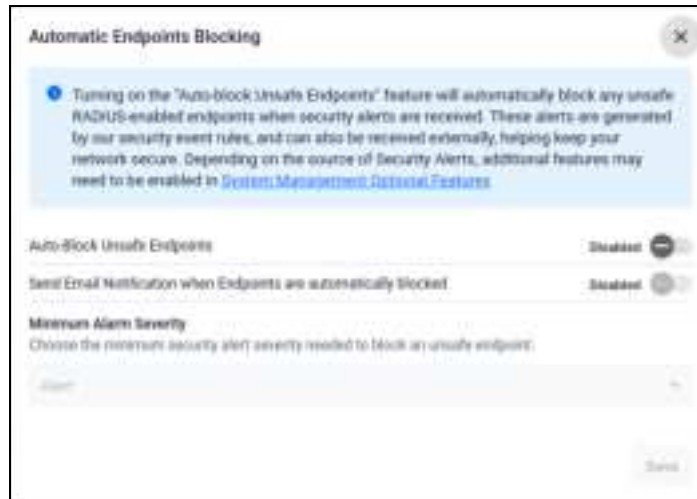 Automatic Endpoints Blocking
Turning on the "Auto-block Unsafe Endpoints" feature will automatically block any unsafe
RADIUS-enabled endpoints when security alerts are received. These alerts are generated
by our security event rules, and can also be received externally, helping keep your
network secure. Depending on the source of Security Alerts, additional features may
need to be enabled in System Management Optional Features
Auto-Block Unsafe Endpoints Disabled
Send Email Notification when Endpoints are automatically blocked Disabled
Minimum Alarm Severity
Choose the minimum security alert severity needed to block an unsafe endpoint.
Alert
Save